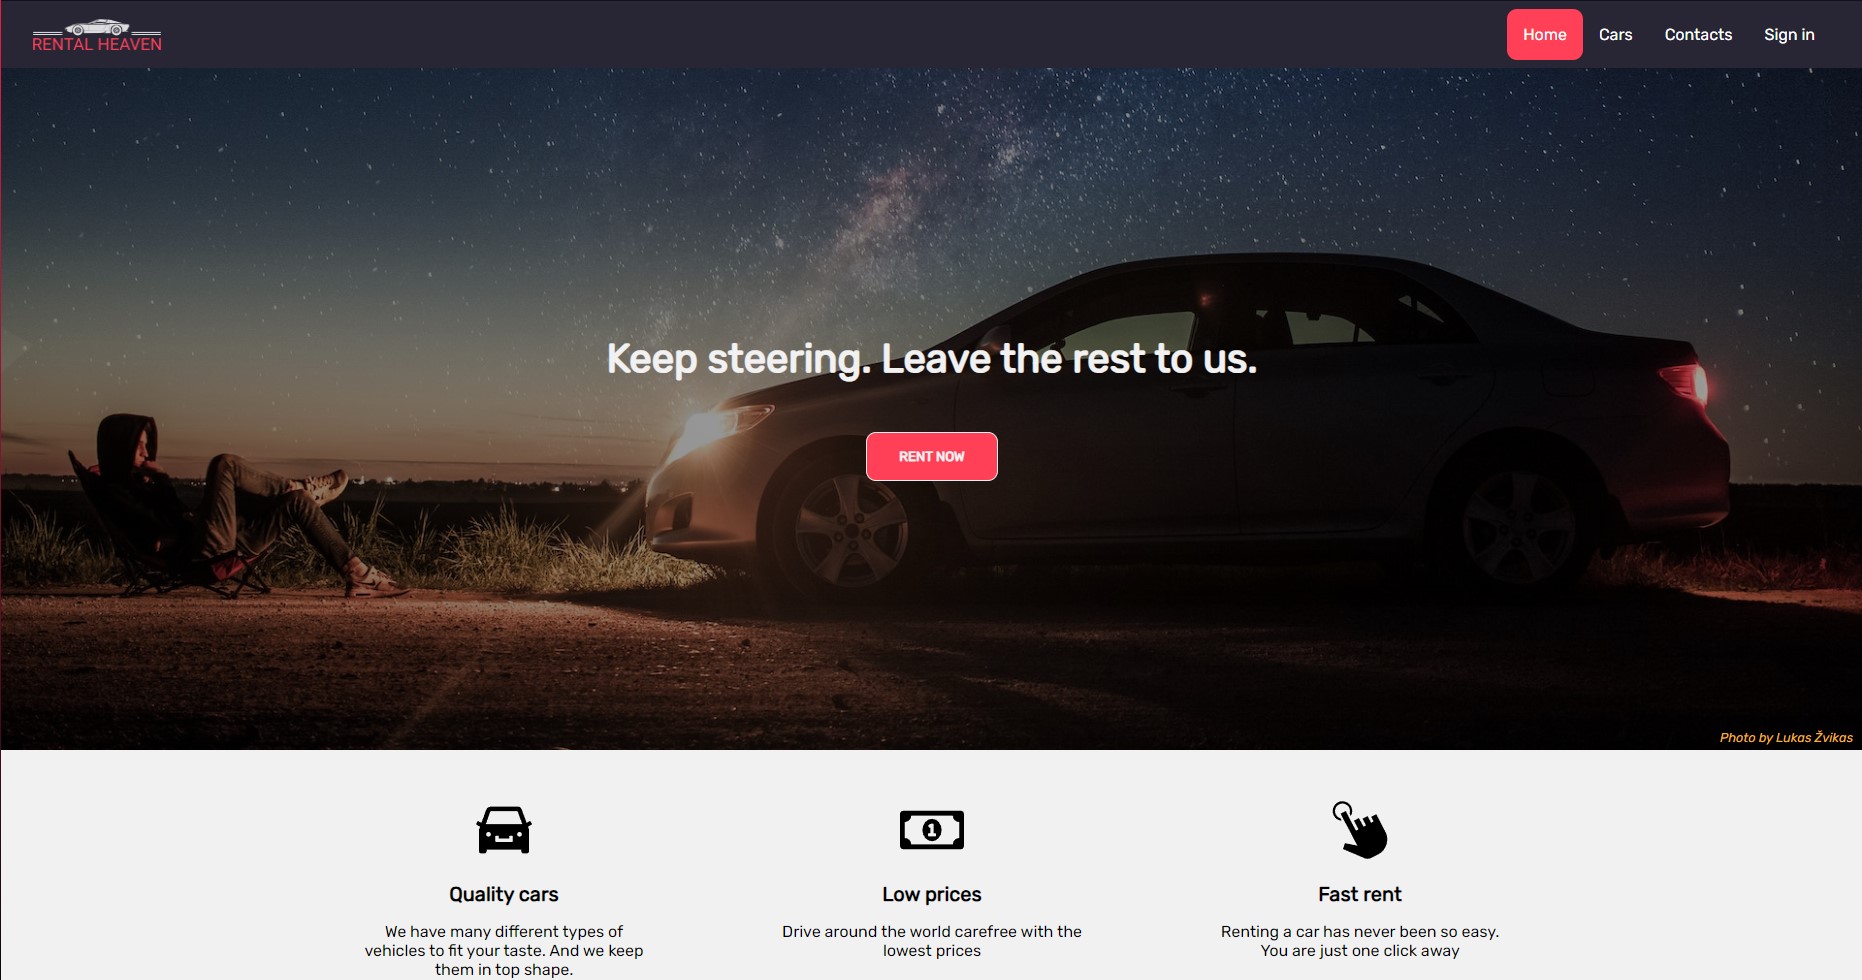 RENTAL HEAVEN
Home
Cars
Contacts
Sign in
Keep steering. Leave the rest to us.
RENT NOW
Photo by Lukas Žvikas
1
Quality cars
We have many different types of
vehicles to fit your taste. And we keep
them in top shape.
Low prices
Drive around the world carefree with the
lowest prices
Fast rent
Renting a car has never been so easy.
You are just one click away